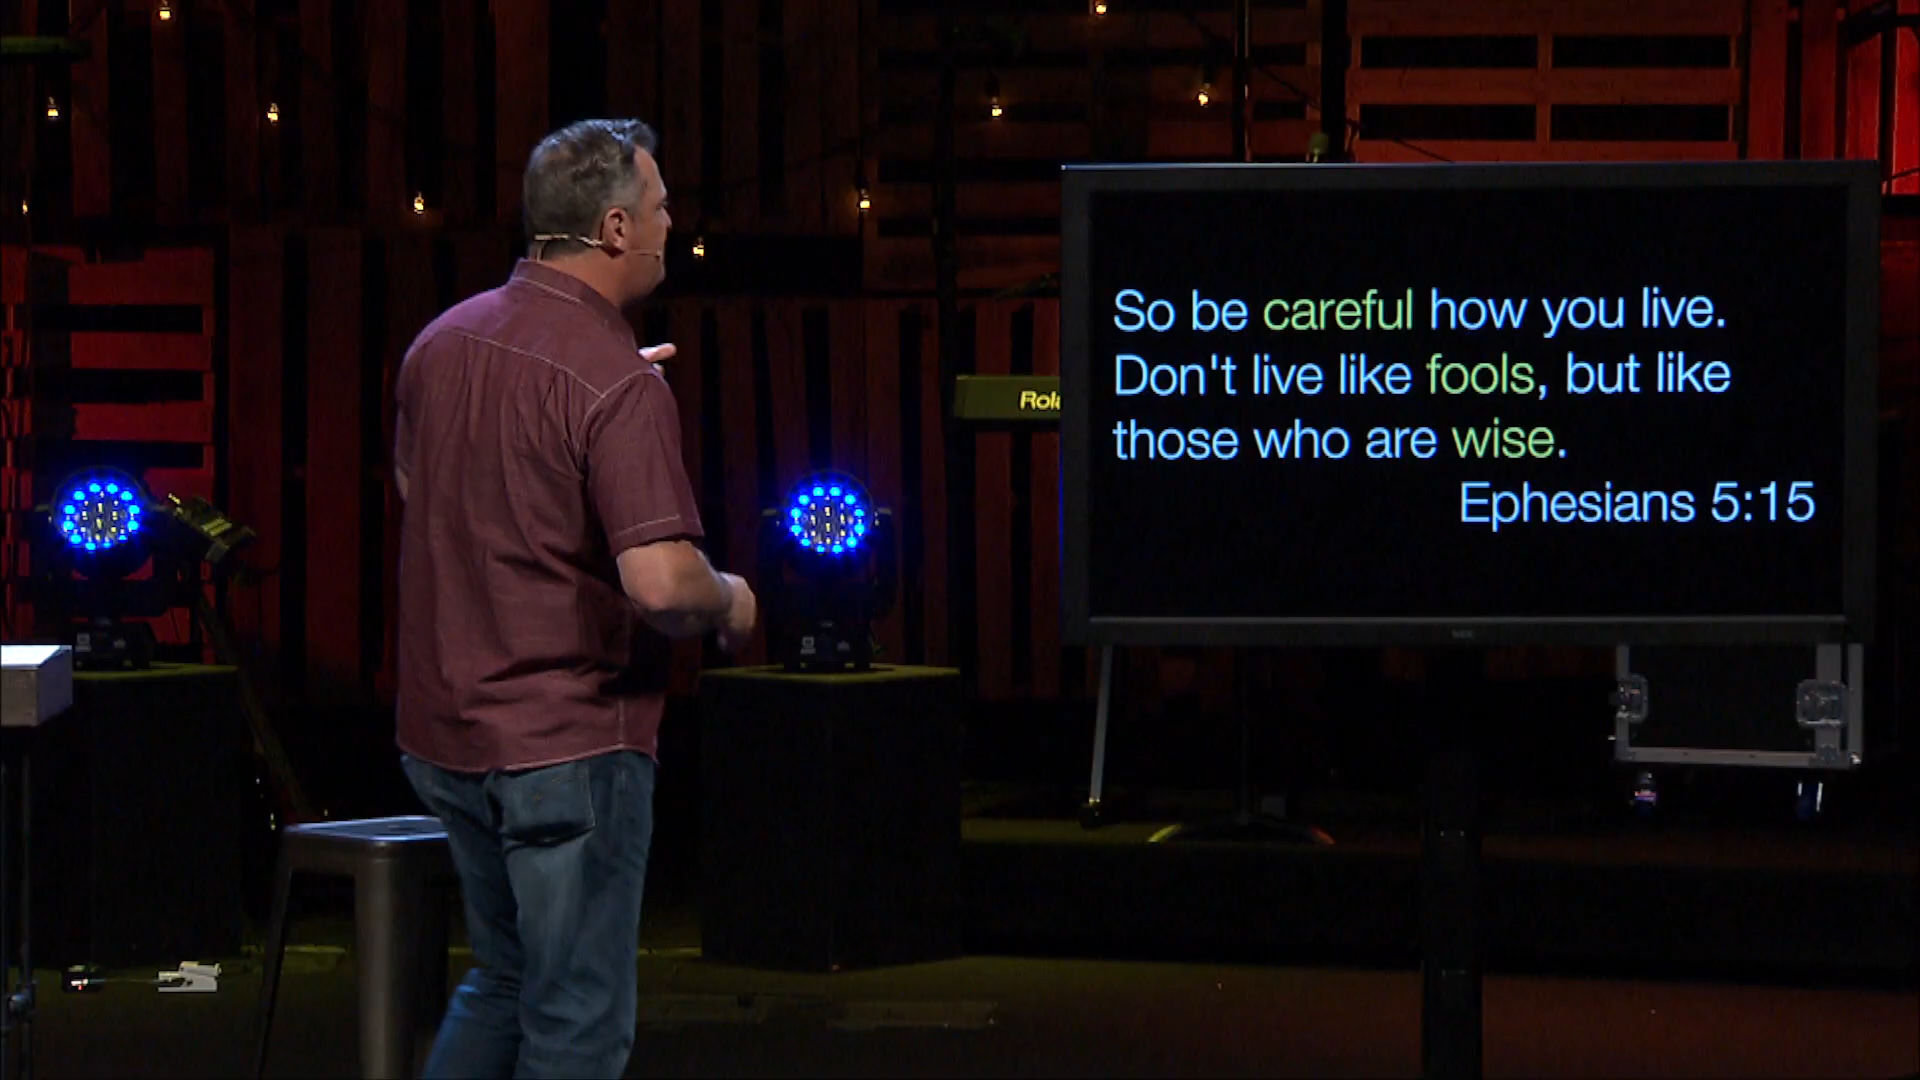 So be careful how you live.
Don't live like fools, but like
those who are wise.
Ephesians 5:15
Rola